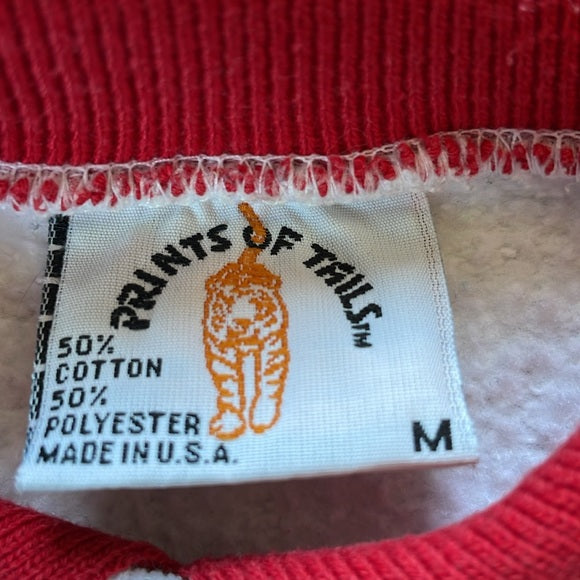 PRINTS OF TAILS™
50%
COTTON
50%
POLYESTER
MADE IN U.S.A.
M